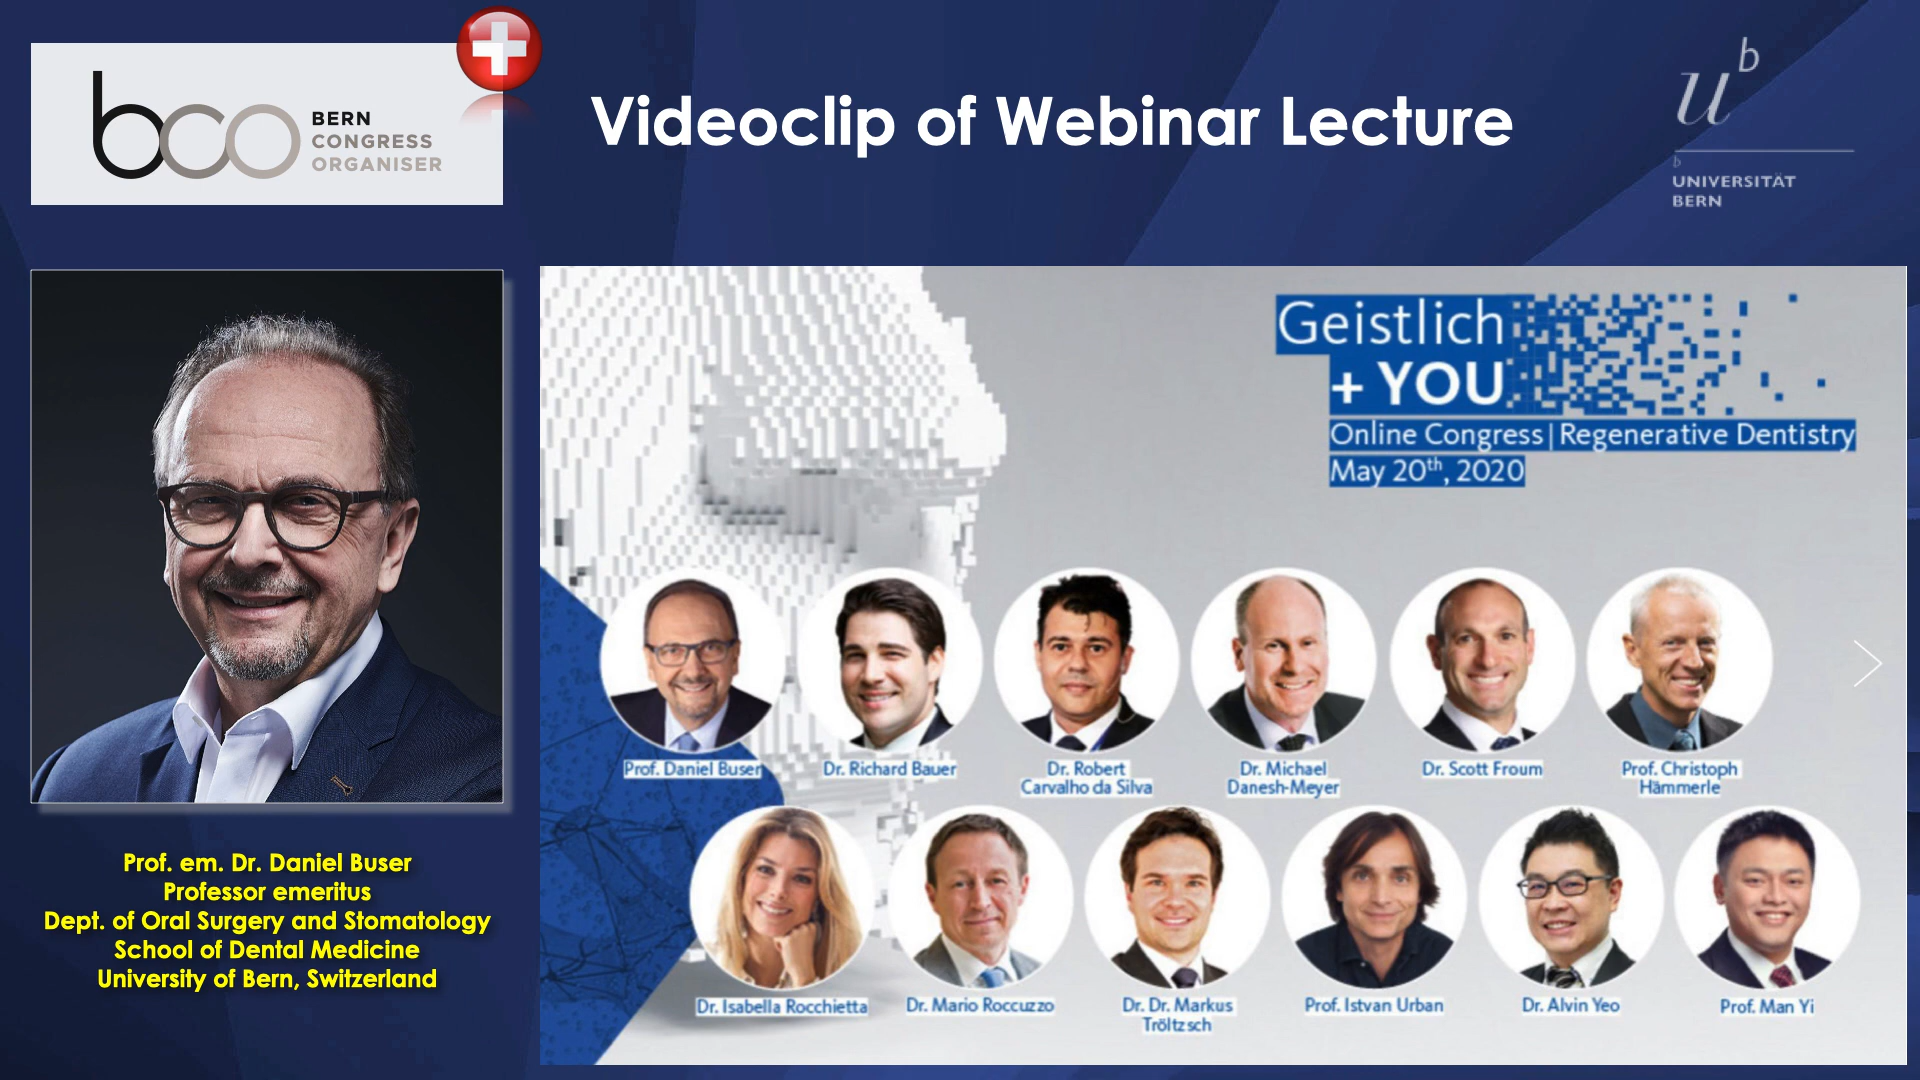 bco
BERN
CONGRESS
ORGANISER
Videoclip of Webinar Lecture
u
b
b
UNIVERSITÄT
BERN
Prof. em. Dr. Daniel Buser
Professor emeritus
Dept. of Oral Surgery and Stomatology
School of Dental Medicine
University of Bern, Switzerland
Geistlich
+ YOU
Online Congress | Regenerative Dentistry
May 20th, 2020
Prof. Daniel Buser
Dr. Richard Bauer
Dr. Robert
Carvalho da Silva
Dr. Michael
Danesh-Meyer
Dr. Scott Froum
Prof. Christoph
Hämmerle
Dr. Isabella Rocchietta
Dr. Mario Roccuzzo
Dr. Dr. Markus
Tröltzsch
Prof. Istvan Urban
Dr. Alvin Yeo
Prof. Man Yi